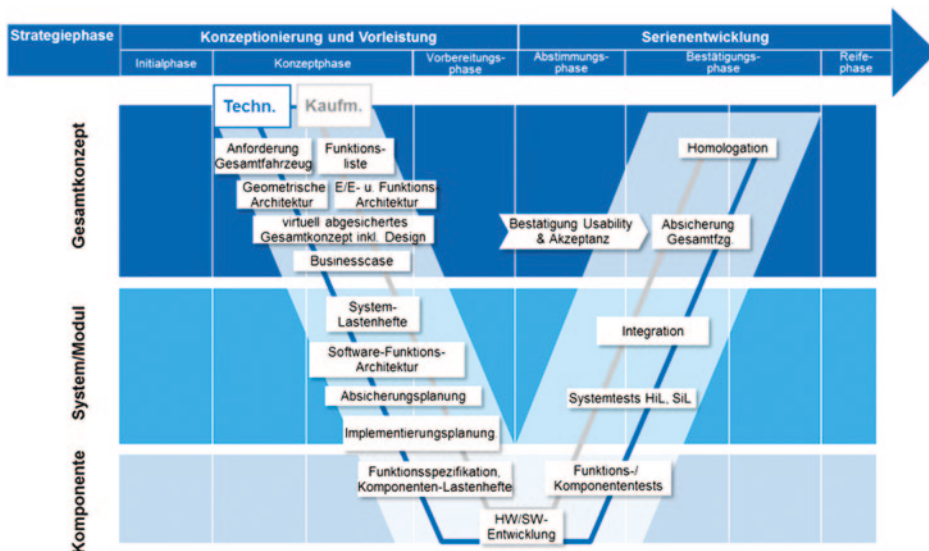 Strategiephase
Konzeptionierung und Vorleistung
Serienentwicklung
Initialphase
Konzeptphase
Vorbereitungs-
phase
Abstimmungs-
phase
Bestätigungs-
phase
Reife-
phase
Gesamtkonzept
Techn.
Kaufm.
Anforderung
Gesamtfahrzeug
Funktions-
liste
Homologation
Geometrische
Architektur
E/E- u. Funktions-
Architektur
virtuell abgesichertes
Gesamtkonzept inkl. Design
Bestätigung Usability
& Akzeptanz
Absicherung
Gesamtfzg.
Businesscase
System/Modul
System-
Lastenhefte
Integration
Software-Funktions-
Architektur
Absicherungsplanung
Systemtests HiL, SiL
Implementierungsplanung
Komponente
Funktionsspezifikation,
Komponenten-Lastenhefte
Funktions-/
Komponententests
HW/SW-
Entwicklung